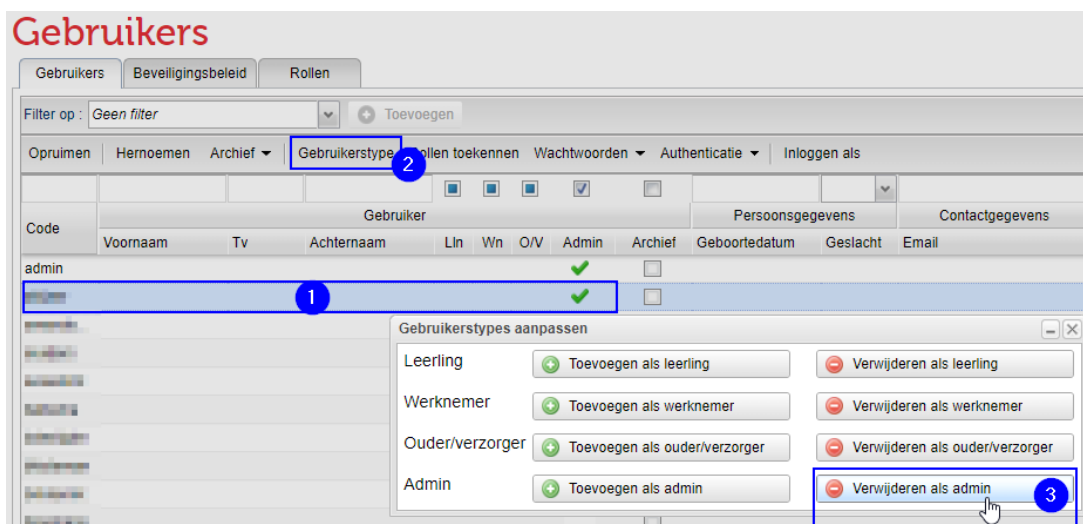 Gebruikers
Gebruikers Beveiligingsbeleid Rollen
Filter op : Geen filter Toevoegen
Opruimen Hernoemen Archief Gebruikerstype 2 ollen toekennen Wachtwoorden Authenticatie Inloggen als
Code Gebruiker Persoonsgegevens Contactgegevens
Voornaam Tv Achternaam Lln Wn O/V Admin Archief Geboortedatum Geslacht Email
admin
1
Gebruikerstypes aanpassen
Leerling Toevoegen als leerling Verwijderen als leerling
Werknemer Toevoegen als werknemer Verwijderen als werknemer
Ouder/verzorger Toevoegen als ouder/verzorger Verwijderen als ouder/verzorger
Admin Toevoegen als admin Verwijderen als admin 3